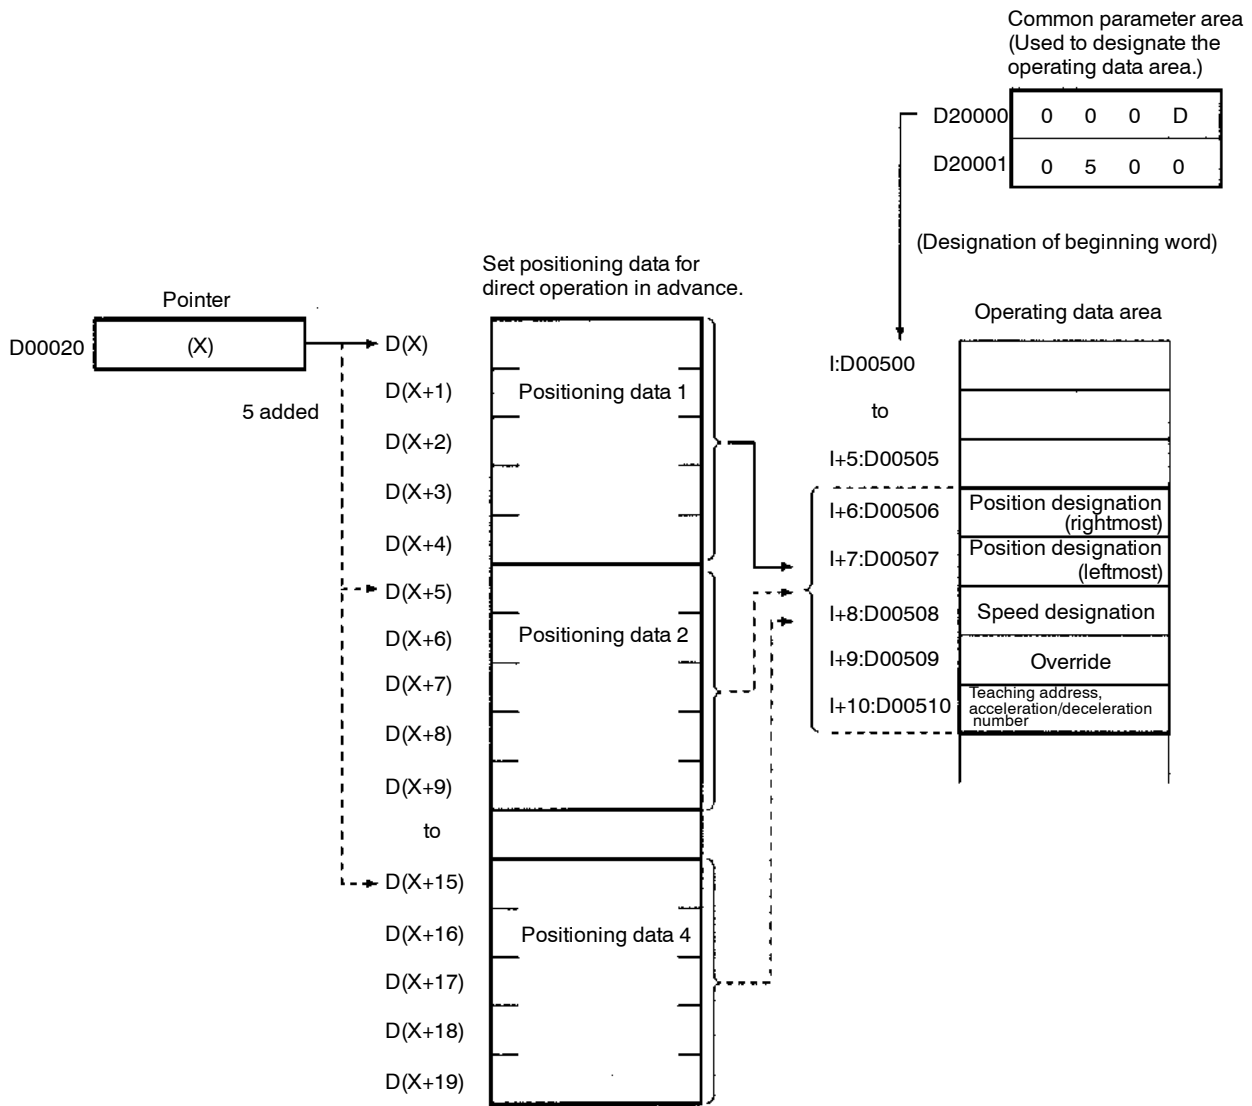 Common parameter area
(Used to designate the
operating data area.)
D20000 0 0 0 D
D20001 0 5 0 0
(Designation of beginning word)
Set positioning data for
direct operation in advance.
Pointer
D00020 (X)
5 added
D(X)
D(X+1) Positioning data 1
D(X+2)
D(X+3)
D(X+4)
D(X+5)
D(X+6) Positioning data 2
D(X+7)
D(X+8)
D(X+9)
to
D(X+15)
D(X+16) Positioning data 4
D(X+17)
D(X+18)
D(X+19)
Operating data area
I:D00500
to
I+5:D00505
I+6:D00506 Position designation
(rightmost)
I+7:D00507 Position designation
(leftmost)
I+8:D00508 Speed designation
I+9:D00509 Override
I+10:D00510 Teaching address,
acceleration/deceleration
number